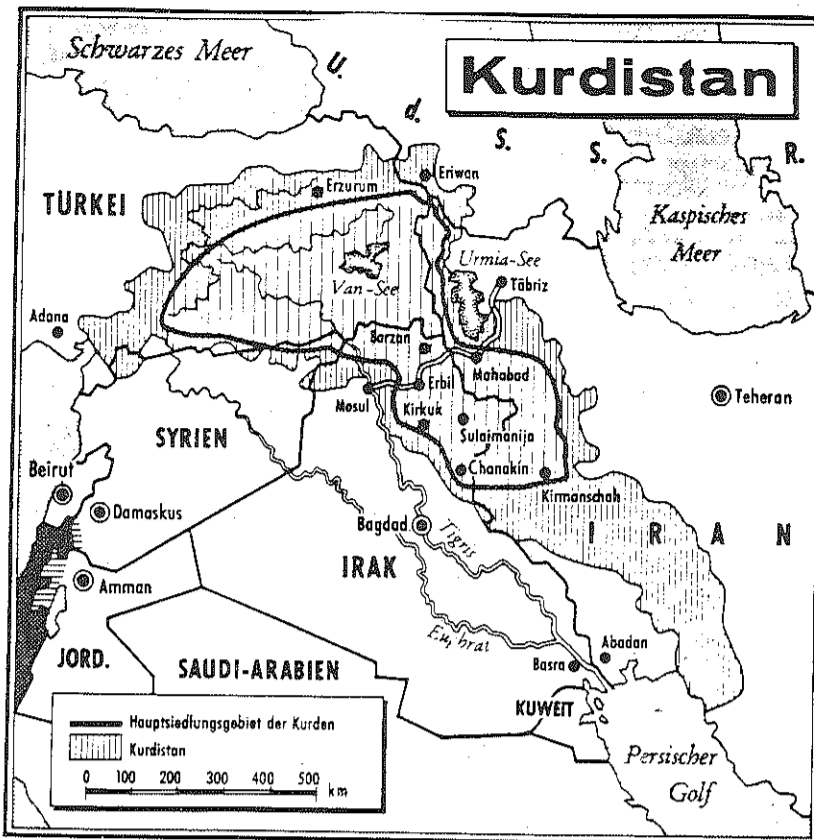 Kurdistan
Schwarzes Meer
U. d. S. S. R.
TÜRKEI
Erzurum
Eriwan
Kaspisches
Meer
Urmia-See
Van-See
Täbriz
Adana
Barzan
Mahabad
Teheran
Mosul
Erbil
Kirkuk
Sulaimanija
SYRIEN
Beirut
Chanakin
Kirmanschah
Damaskus
Bagdad
Tigris
IRAN
IRAK
Amman
Euphrat
JORD.
SAUDI-ARABIEN
Abadan
Basra
KUWEIT
Persischer
Golf
Hauptsiedlungsgebiet der Kurden
Kurdistan
0 100 200 300 400 500
km